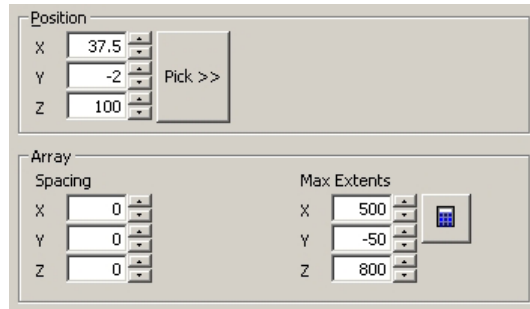 Position
X 37.5
Y -2 Pick >>
Z 100
Array
Spacing Max Extents
X 0 X 500
Y 0 Y -50
Z 0 Z 800